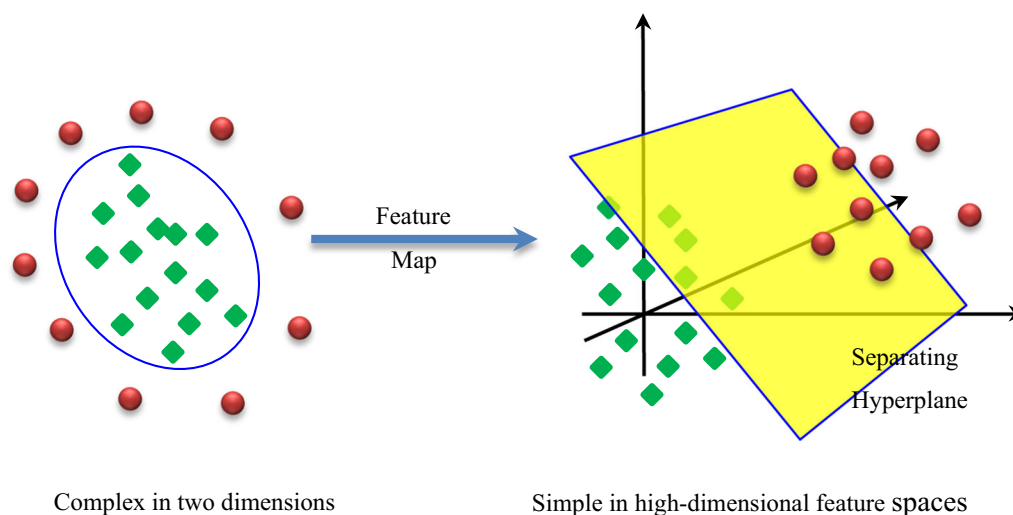 Feature
Map
Separating
Hyperplane
Complex in two dimensions
Simple in high-dimensional feature spaces